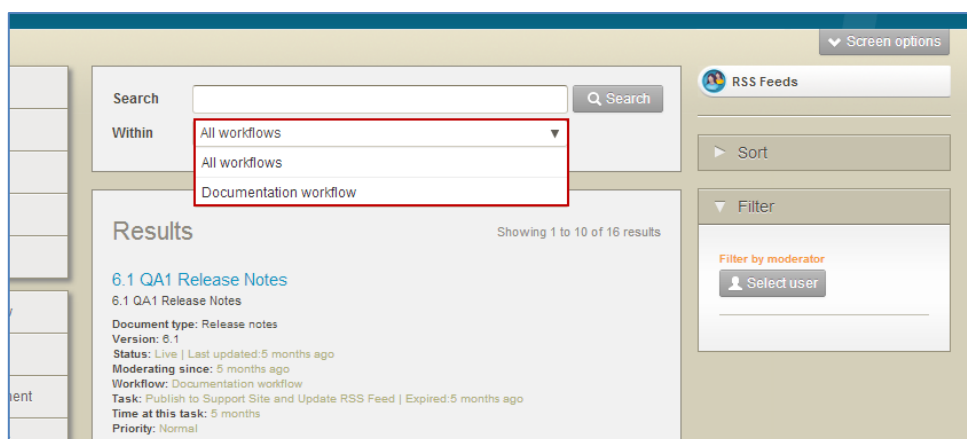 Screen options
Search
Search
Within
All workflows
All workflows
Documentation workflow
Results
Showing 1 to 10 of 16 results
6.1 QA1 Release Notes
6.1 QA1 Release Notes
Document type: Release notes
Version: 6.1
Status: Live | Last updated:5 months ago
Moderating since: 5 months ago
Workflow: Documentation workflow
Task: Publish to Support Site and Update RSS Feed | Expired:5 months ago
Time at this task: 5 months
Priority: Normal
RSS Feeds
Sort
Filter
Filter by moderator
Select user